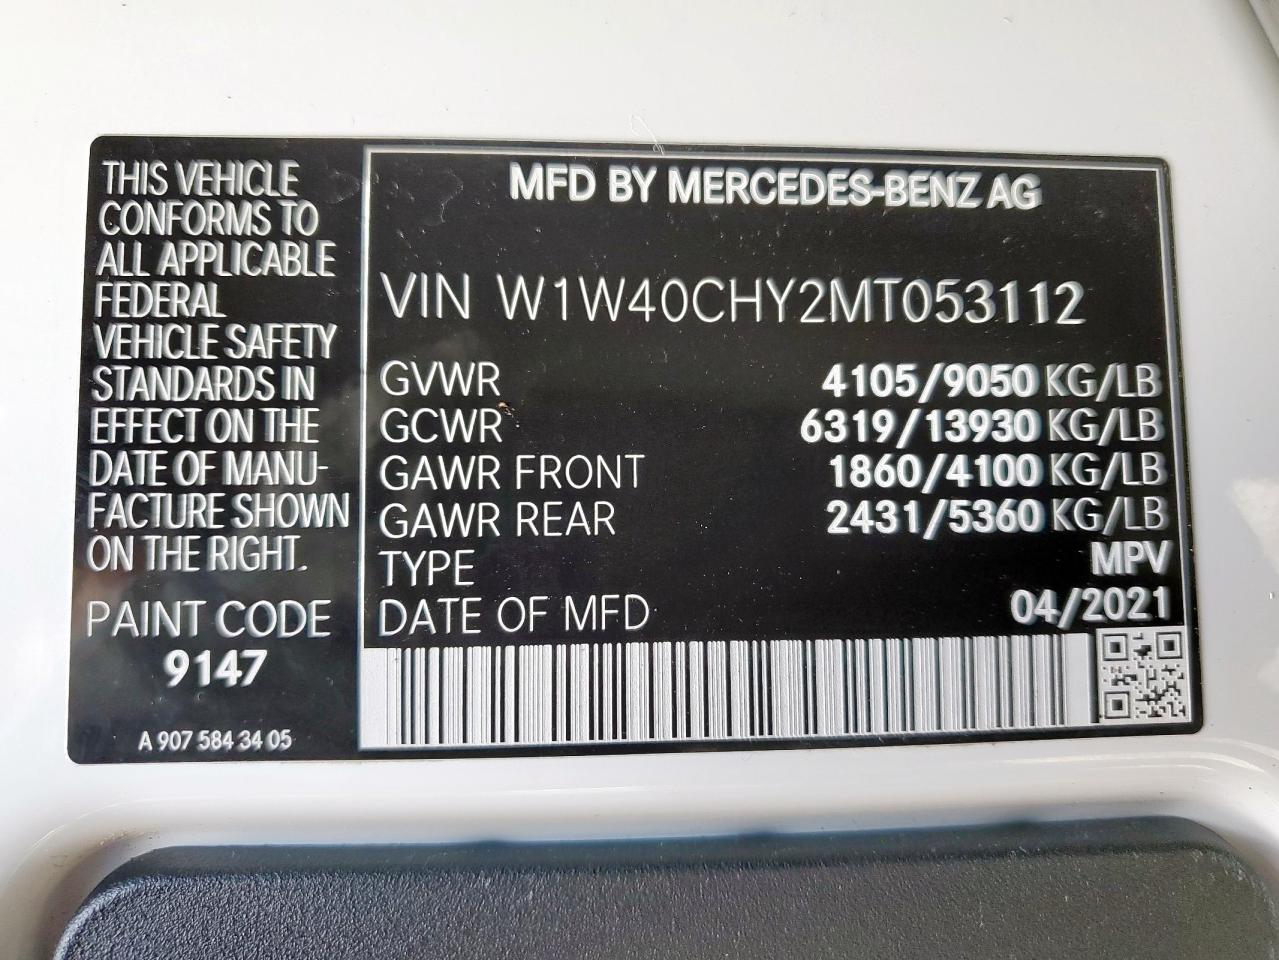 THIS VEHICLE
CONFORMS TO
ALL APPLICABLE
FEDERAL
VEHICLE SAFETY
STANDARDS IN
EFFECT ON THE
DATE OF MANU-
FACTURE SHOWN
ON THE RIGHT.
PAINT CODE
9147
A 907 584 34 05
MFD BY MERCEDES-BENZ AG
VIN W1W40CHY2MT053112
GVWR 4105/9050 KG/LB
GCWR 6319/13930 KG/LB
GAWR FRONT 1860/4100 KG/LB
GAWR REAR 2431/5360 KG/LB
TYPE MPV
DATE OF MFD 04/2021